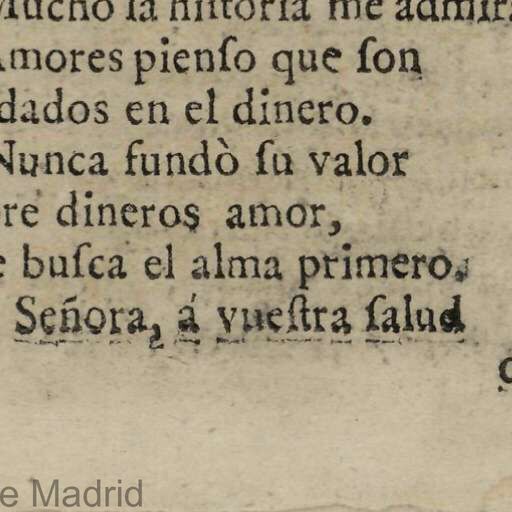 Mucho la historia me admira
Amores pienſo que ſon
dados en el dinero.
Nunca fundò ſu valor
re dineros amor,
e buſca el alma primero.
Señora, á vueſtra ſalud
e Madrid